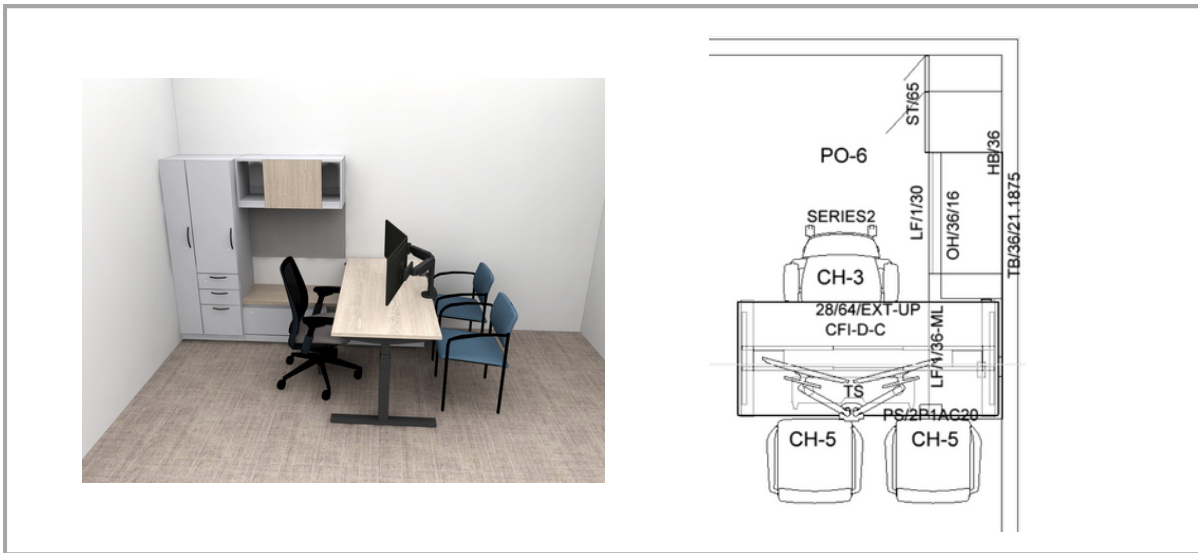 ST/65
HB/36
PO-6
TB/36/21.1875
LF/1/30
OH/36/16
SERIES2
CH-3
28/64/EXT-UP
CFI-D-C
LF/1/36-ML
TS
PS/2P1AC20
CH-5
CH-5